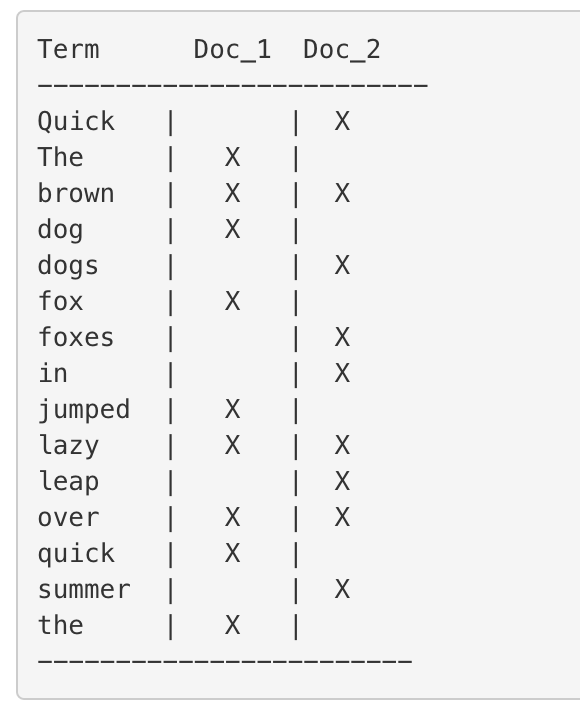 Term      Doc_1  Doc_2
-------------------------
Quick   |       |  X
The     |   X   |
brown   |   X   |  X
dog     |   X   |
dogs    |       |  X
fox     |   X   |
foxes   |       |  X
in      |       |  X
jumped  |   X   |
lazy    |   X   |  X
leap    |       |  X
over    |   X   |  X
quick   |   X   |
summer  |       |  X
the     |   X   |
------------------------